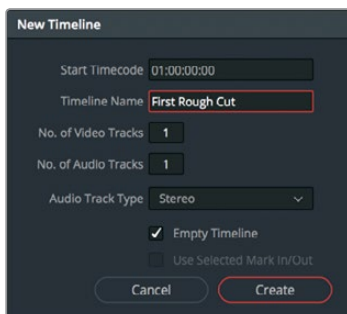 New Timeline
Start Timecode 01:00:00:00
Timeline Name First Rough Cut
No. of Video Tracks 1
No. of Audio Tracks 1
Audio Track Type Stereo
Empty Timeline
Use Selected Mark In/Out
Cancel Create